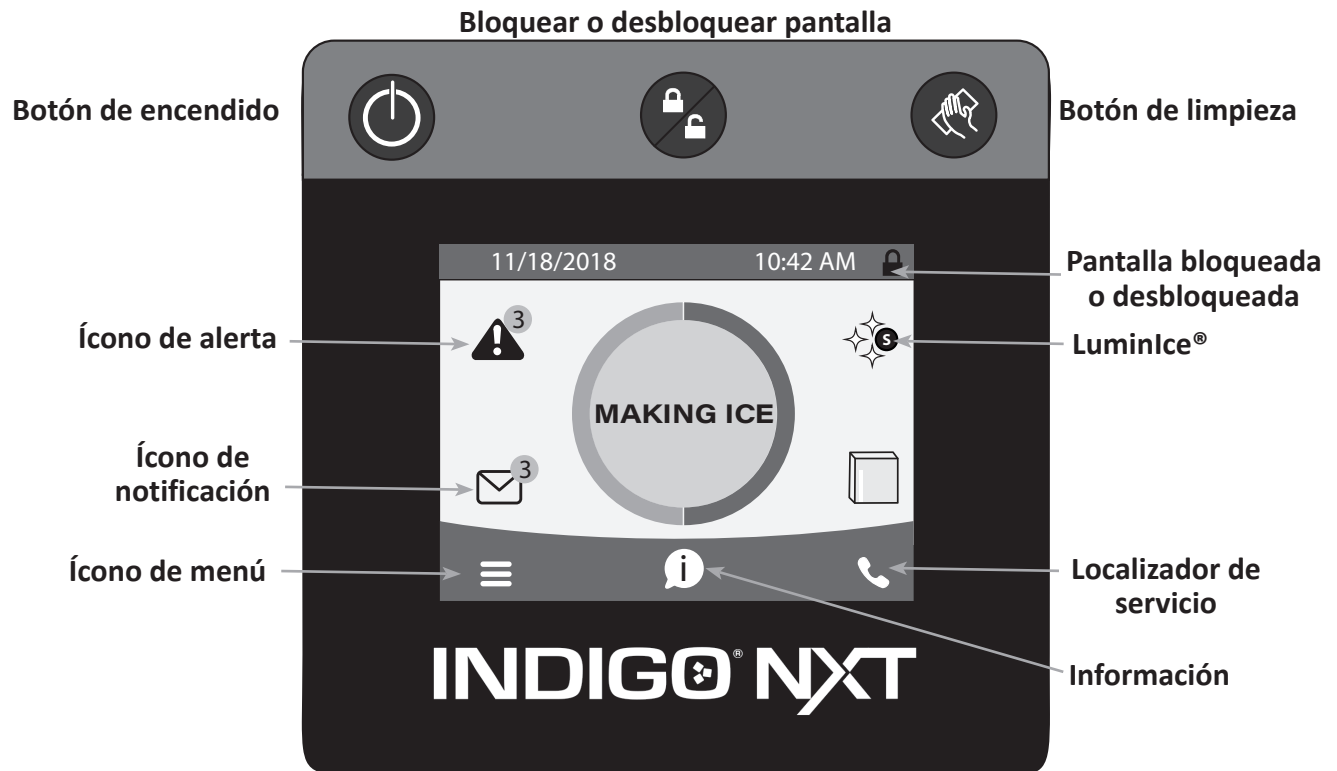 Bloquear o desbloquear pantalla
Botón de encendido
Botón de limpieza
11/18/2018 10:42 AM
Pantalla bloqueada
o desbloqueada
Ícono de alerta
3
S
LuminIce®
MAKING ICE
Ícono de
notificación
3
Ícono de menú
i
Localizador de
servicio
INDIGO® NXT
Información